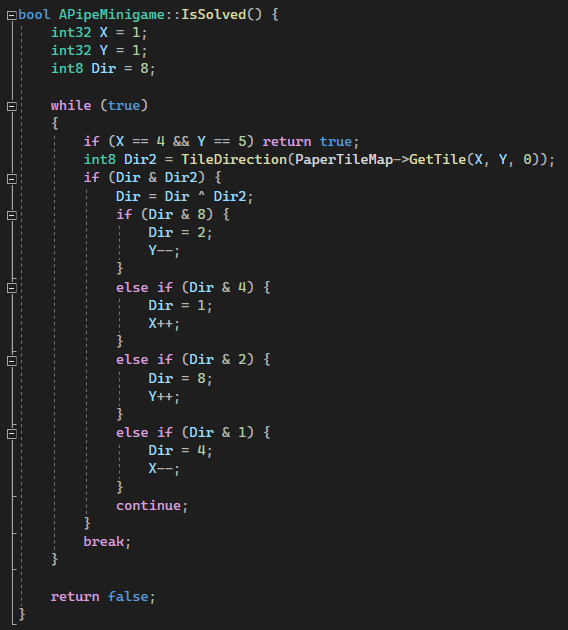 bool APipeMinigame::IsSolved() {
    int32 X = 1;
    int32 Y = 1;
    int8 Dir = 8;

    while (true)
    {
        if (X == 4 && Y == 5) return true;
        int8 Dir2 = TileDirection(PaperTileMap->GetTile(X, Y, 0));
        if (Dir & Dir2) {
            Dir = Dir ^ Dir2;
            if (Dir & 8) {
                Dir = 2;
                Y--;
            }
            else if (Dir & 4) {
                Dir = 1;
                X++;
            }
            else if (Dir & 2) {
                Dir = 8;
                Y++;
            }
            else if (Dir & 1) {
                Dir = 4;
                X--;
            }
            continue;
        }
        break;
    }

    return false;
}